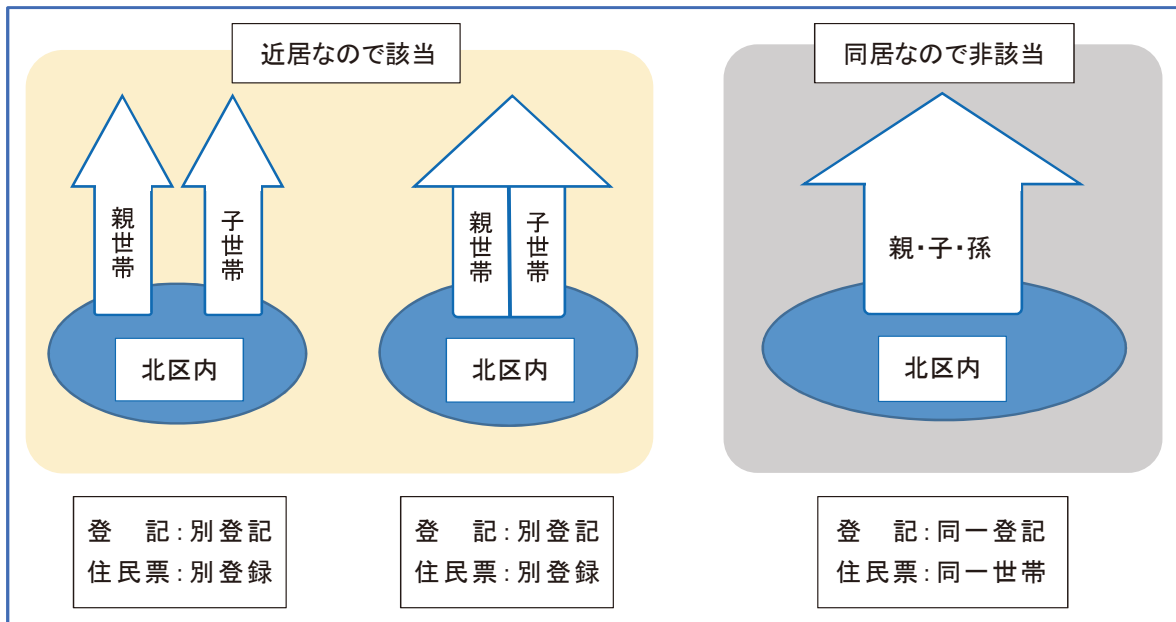 近居なので該当
同居なので非該当
親世帯
子世帯
親世帯
子世帯
親・子・孫
北区内
北区内
北区内
登　記：別登記
住民票：別登録
登　記：別登記
住民票：別登録
登　記：同一登記
住民票：同一世帯